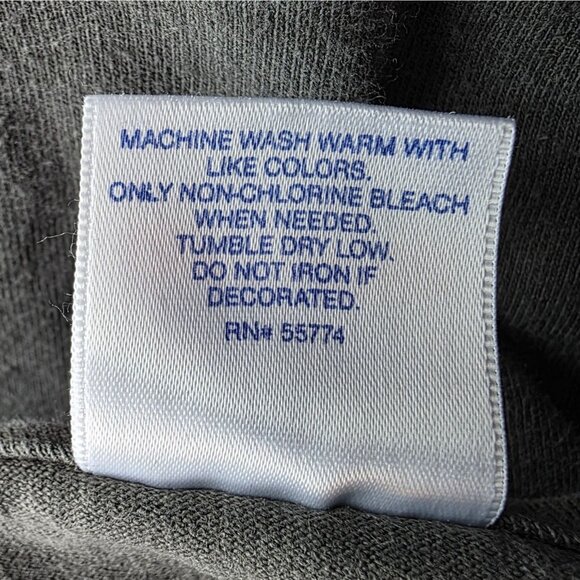 MACHINE WASH WARM WITH
LIKE COLORS.
ONLY NON-CHLORINE BLEACH
WHEN NEEDED.
TUMBLE DRY LOW.
DO NOT IRON IF
DECORATED.
RN# 55774